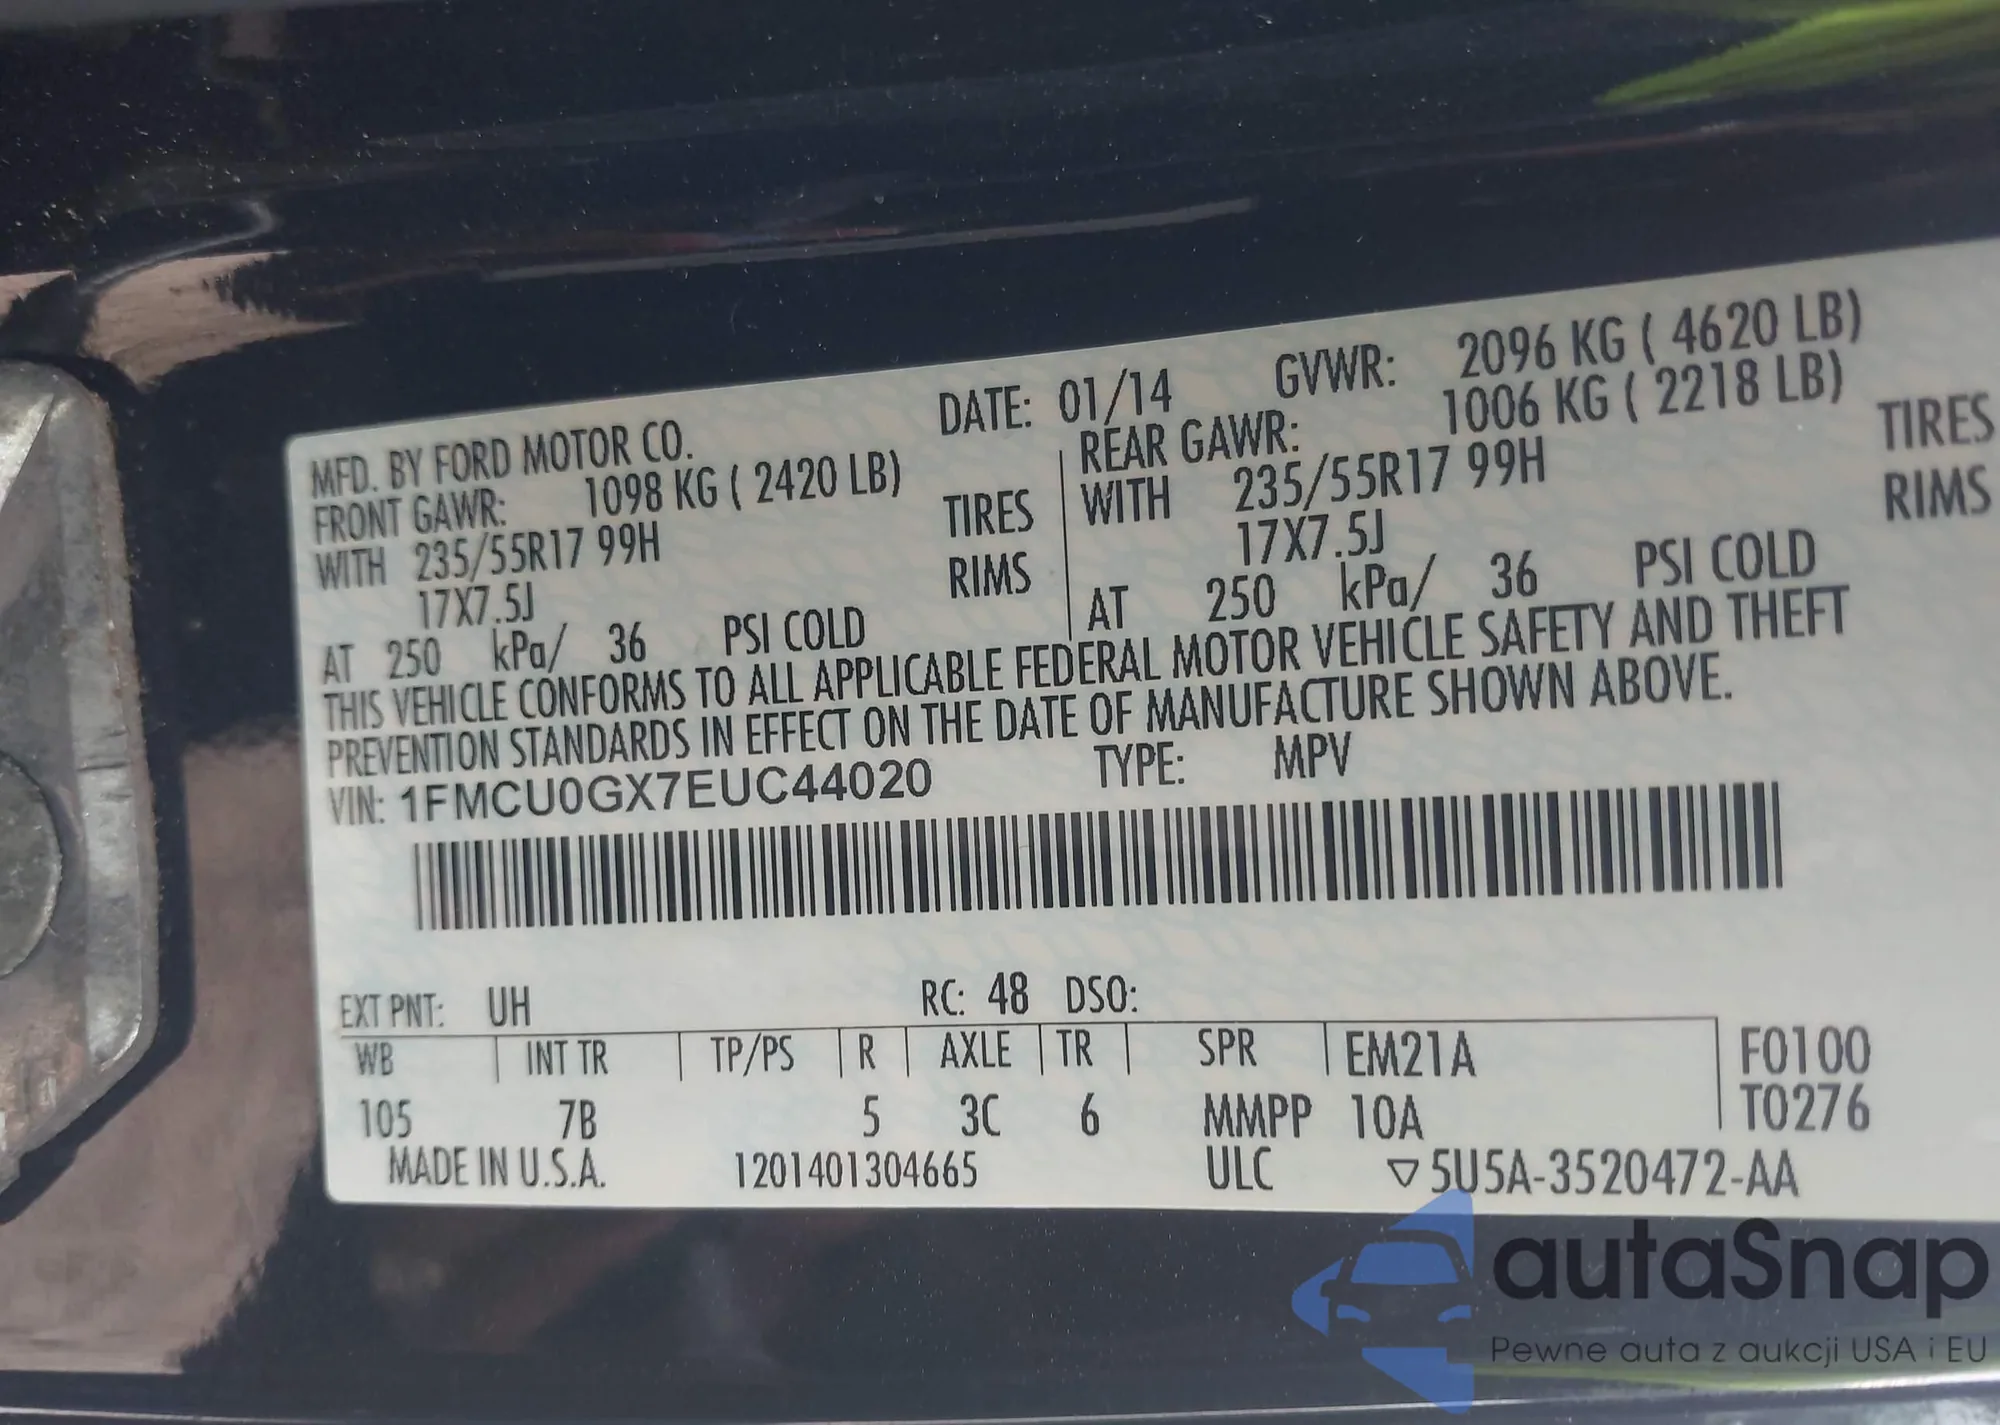 MFD. BY FORD MOTOR CO. DATE: 01/14 GVWR: 2096 KG ( 4620 LB)
FRONT GAWR: 1098 KG ( 2420 LB) REAR GAWR: 1006 KG ( 2218 LB)
WITH 235/55R17 99H TIRES WITH 235/55R17 99H TIRES
17X7.5J RIMS 17X7.5J RIMS
AT 250 kPa/ 36 PSI COLD AT 250 kPa/ 36 PSI COLD
THIS VEHICLE CONFORMS TO ALL APPLICABLE FEDERAL MOTOR VEHICLE SAFETY AND THEFT
PREVENTION STANDARDS IN EFFECT ON THE DATE OF MANUFACTURE SHOWN ABOVE.
VIN: 1FMCU0GX7EUC44020 TYPE: MPV
EXT PNT: UH RC: 48 DSO:
WB INT TR TP/PS R AXLE TR SPR EM21A F0100
105 7B 5 3C 6 MMPP 10A T0276
MADE IN U.S.A. 1201401304665 ULC ▽5U5A-3520472-AA
autaSnap
Pewne auta z aukcji USA i EU